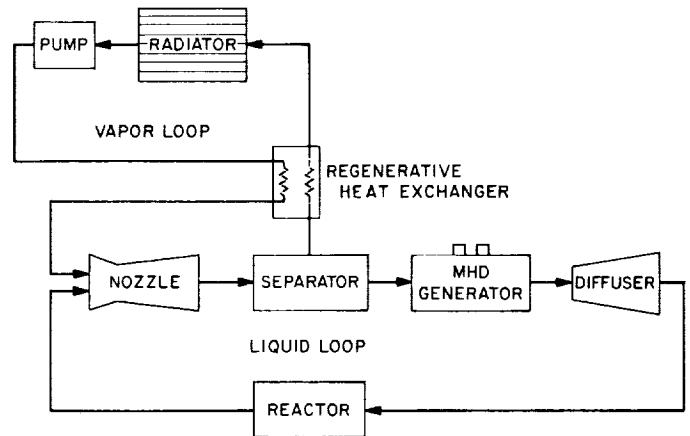 PUMP
RADIATOR
VAPOR LOOP
REGENERATIVE
HEAT EXCHANGER
NOZZLE
SEPARATOR
MHD
GENERATOR
DIFFUSER
LIQUID LOOP
REACTOR